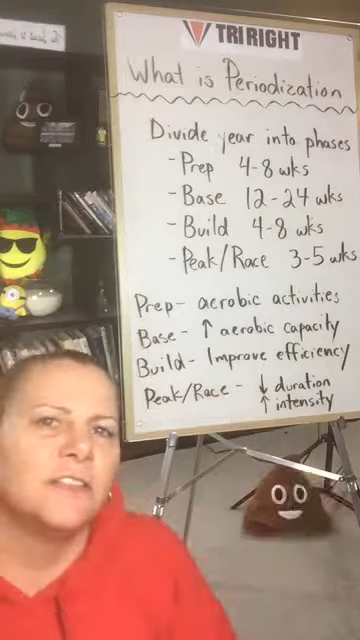 TRI RIGHT
What is Periodization
Divide year into phases
- Prep 4-8 wks
- Base 12-24 wks
- Build 4-8 wks
- Peak/Race 3-5 wks
Prep- aerobic activities
Base- ↑ aerobic capacity
Build- Improve efficiency
Peak/Race - ↓ duration
↑ intensity